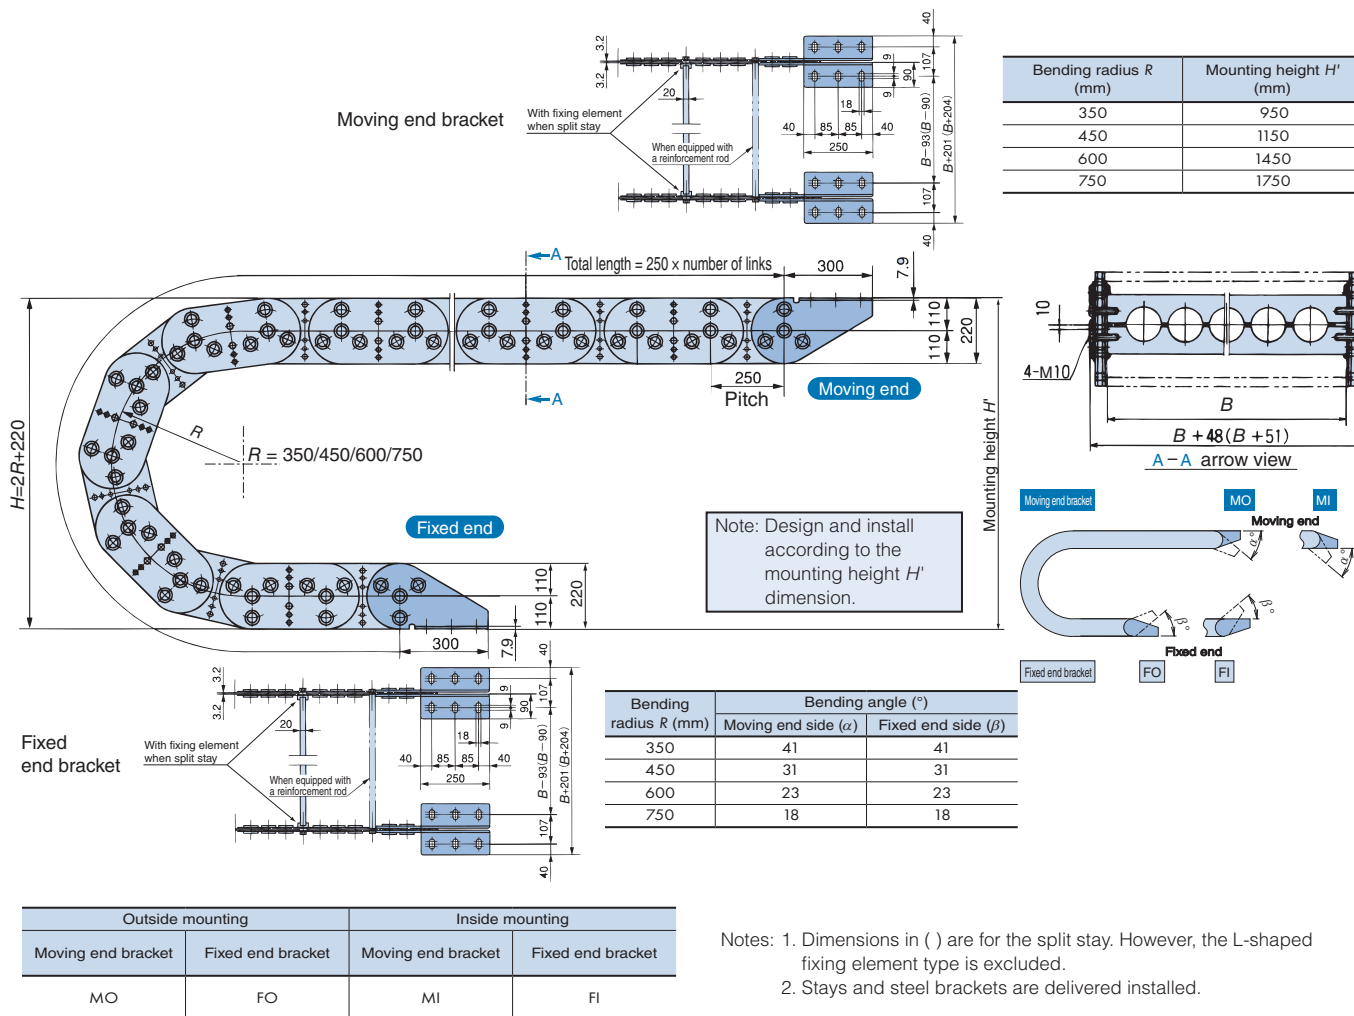 40
3.2
3.2
9
107
90
9
20
18
With fixing element
when split stay
Moving end bracket
When equipped with
a reinforcement rod
40 85 85 40
250
B−93(B−90)
B+201(B+204)
107
40
Bending radius R (mm) Mounting height H' (mm)
350 950
450 1150
600 1450
750 1750
A
Total length = 250 x number of links
300
7.9
110
220
110
250
Pitch
Moving end
A
H=2R+220
R
R = 350/450/600/750
Mounting height H'
Fixed end
Note: Design and install
according to the
mounting height H'
dimension.
110
220
110
300
7.9
10
4-M10
B
B +48(B +51)
A−A arrow view
Moving end bracket MO MI
Moving end
α°
α°
β°
β°
Fixed end
Fixed end bracket FO FI
40
3.2
3.2
9
107
90
9
20
18
With fixing element
when split stay
Fixed
end bracket
When equipped with
a reinforcement rod
40 85 85 40
250
B−93(B−90)
B+201(B+204)
107
40
Bending radius R (mm) Bending angle (°)
Moving end side (α) Fixed end side (β)
350 41 41
450 31 31
600 23 23
750 18 18
Outside mounting Inside mounting
Moving end bracket Fixed end bracket Moving end bracket Fixed end bracket
MO FO MI FI
Notes: 1. Dimensions in ( ) are for the split stay. However, the L-shaped
fixing element type is excluded.
2. Stays and steel brackets are delivered installed.